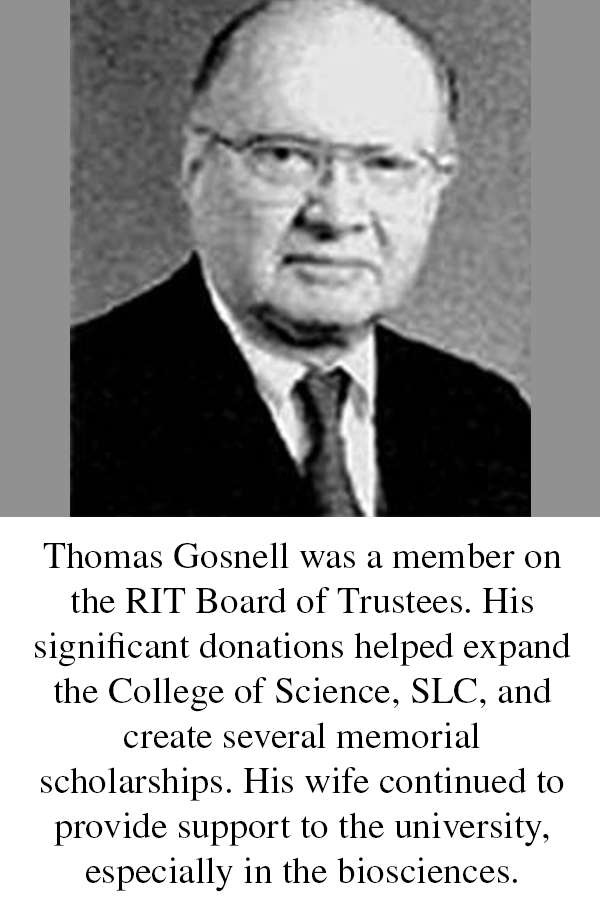 Thomas Gosnell was a member on
the RIT Board of Trustees. His
significant donations helped expand
the College of Science, SLC, and
create several memorial
scholarships. His wife continued to
provide support to the university,
especially in the biosciences.